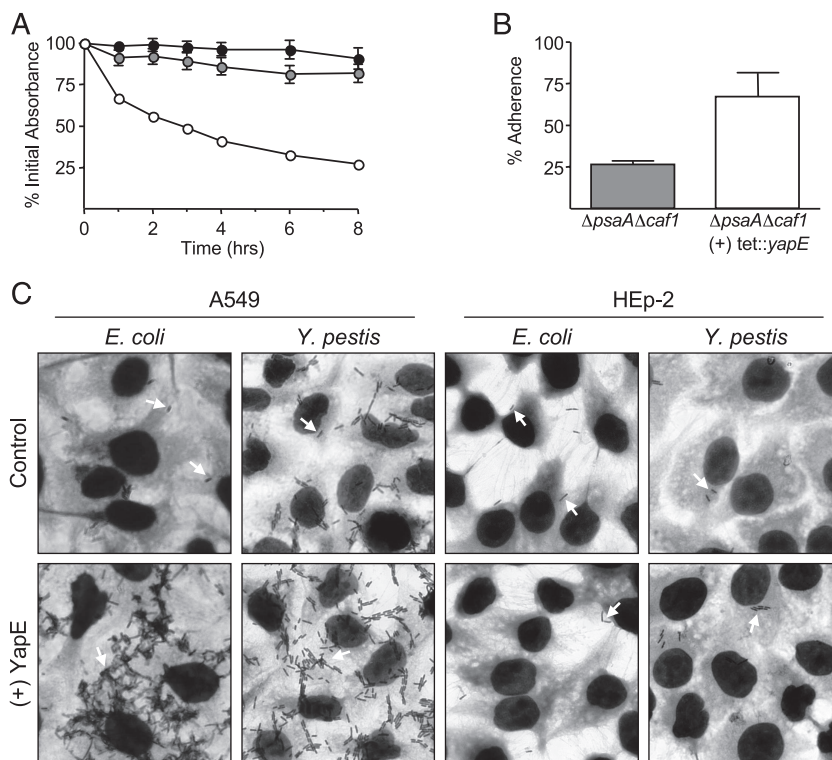 A
% Initial Absorbance
100
75
50
25
0 2 4 6 8
Time (hrs)
B
% Adherence
100
75
50
25
ΔpsaAΔcaf1 ΔpsaAΔcaf1
(+) tet::yapE
C
A549 HEp-2
E. coli Y. pestis E. coli Y. pestis
Control
(+) YapE